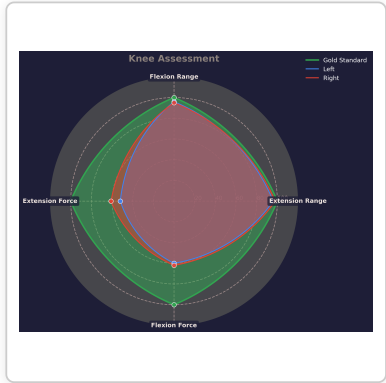 Knee Assessment
Gold Standard
Left
Right
Flexion Range
Extension Force
Extension Range
Flexion Force